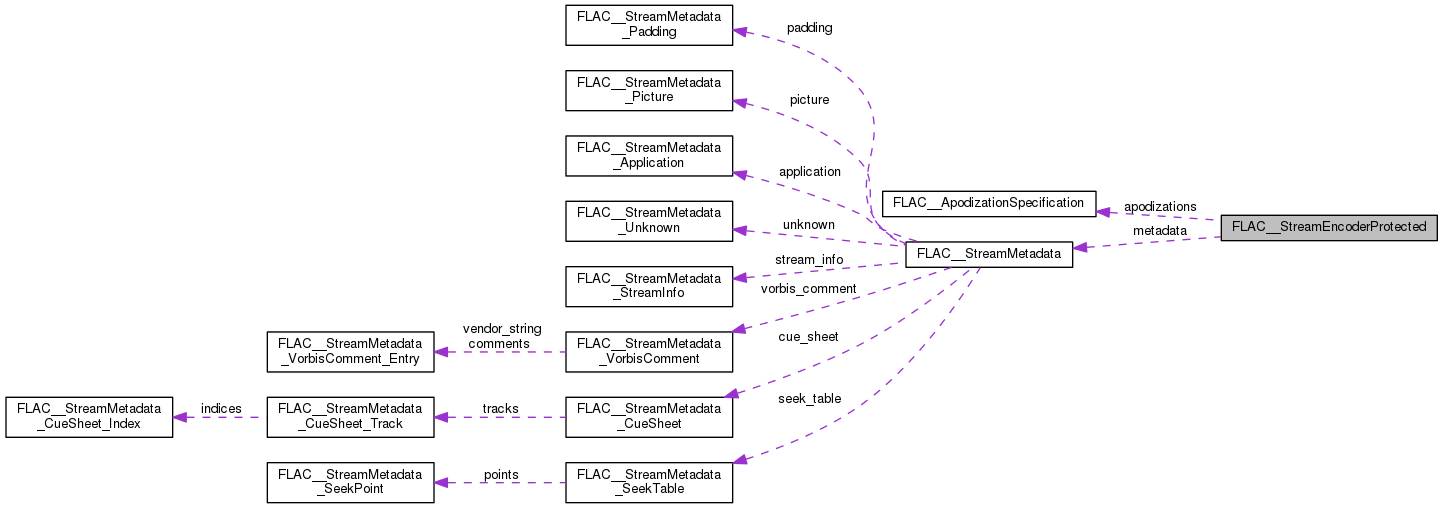 FLAC__StreamMetadata
_Padding
padding
FLAC__StreamMetadata
_Picture
picture
FLAC__StreamMetadata
_Application
application
FLAC__ApodizationSpecification
apodizations
FLAC__StreamEncoderProtected
FLAC__StreamMetadata
_Unknown
unknown
metadata
FLAC__StreamMetadata
FLAC__StreamMetadata
_StreamInfo
stream_info
vorbis_comment
FLAC__StreamMetadata
_VorbisComment_Entry
vendor_string
comments
FLAC__StreamMetadata
_VorbisComment
cue_sheet
FLAC__StreamMetadata
_CueSheet_Index
indices
FLAC__StreamMetadata
_CueSheet_Track
tracks
FLAC__StreamMetadata
_CueSheet
seek_table
FLAC__StreamMetadata
_SeekPoint
points
FLAC__StreamMetadata
_SeekTable